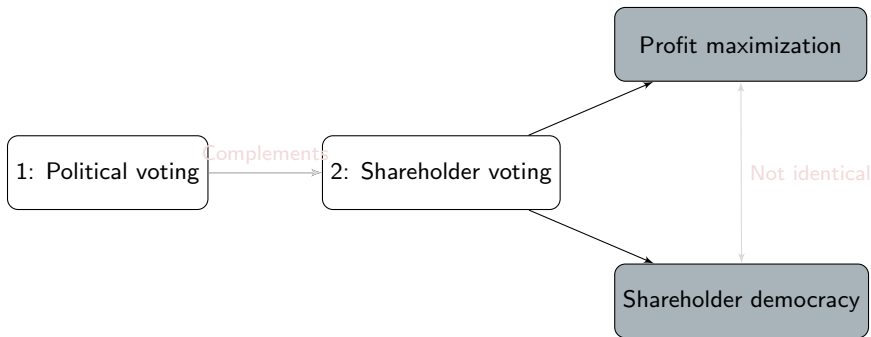 Profit maximization
Complements
1: Political voting
2: Shareholder voting
Not identical
Shareholder democracy